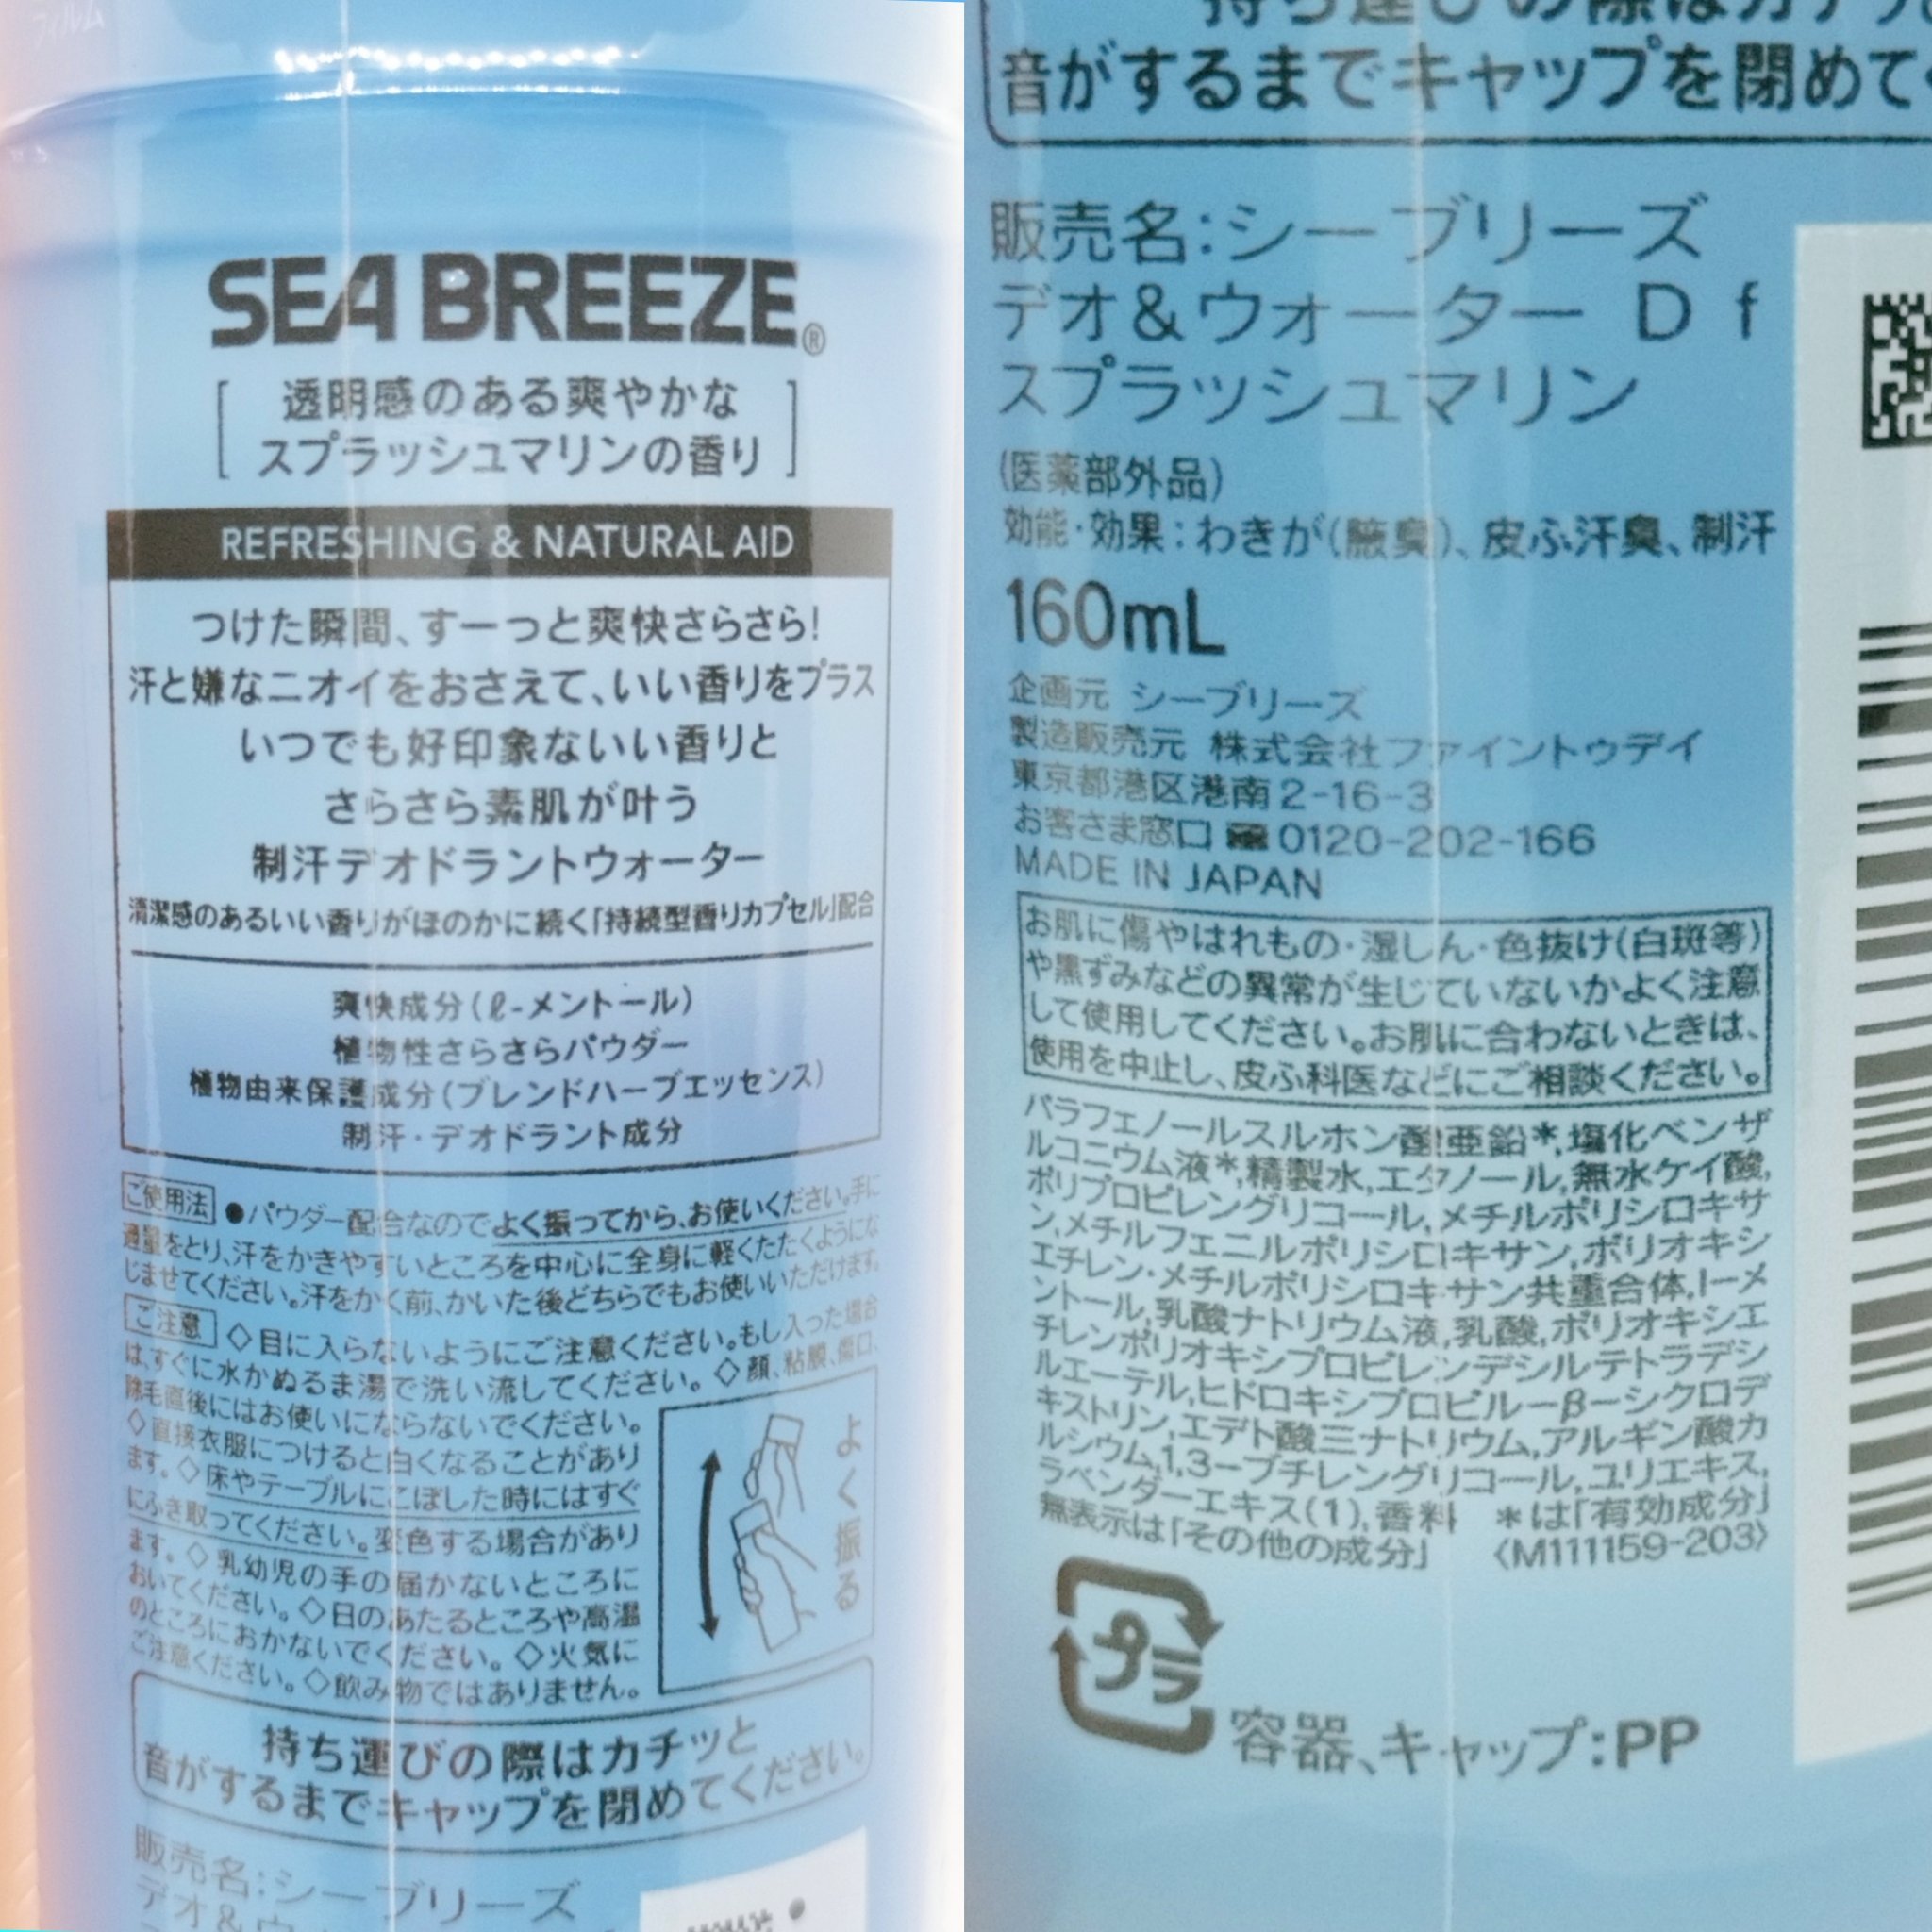 フィルム
SEA BREEZE®
透明感のある爽やかな
スプラッシュマリンの香り
REFRESHING & NATURAL AID
つけた瞬間、すーっと爽快さらさら!
汗と嫌なニオイをおさえて、いい香りをプラス
いつでも好印象ないい香りと
さらさら素肌が叶う
制汗デオドラントウォーター
清潔感のあるいい香りがほのかに続く「持続型香りカプセル」配合
爽快成分(ℓ-メントール)
植物性さらさらパウダー
植物由来保護成分(ブレンドハーブエッセンス)
制汗・デオドラント成分
ご使用法 ●パウダー配合なのでよく振ってから、お使いください。手に
適量をとり、汗をかきやすいところを中心に全身に軽くたたくようにな
じませてください。汗をかく前、かいた後どちらでもお使いいただけます。
ご注意 ◇目に入らないようにご注意ください。もし入った場合
は、すぐに水かぬるま湯で洗い流してください。◇顔、粘膜、傷口、
除毛直後にはお使いにならないでください。
◇直接衣服につけると白くなることがあり
ます。◇床やテーブルにこぼした時にはすぐ
にふき取ってください。変色する場合があり
ます。◇乳幼児の手の届かないところに
おいてください。◇日のあたるところや高温
のところにおかないでください。◇火気に
ご注意ください。◇飲み物ではありません。
よく振る
持ち運びの際はカチッと
音がするまでキャップを閉めてください。
販売名:シーブリーズ
デオ&ウ
持ち運びの際はカチッ
音がするまでキャップを閉めてく
販売名:シーブリーズ
デオ&ウォーター D f
スプラッシュマリン
(医薬部外品)
効能・効果:わきが(腋臭)、皮ふ汗臭、制汗
160mL
企画元 シーブリーズ
製造販売元 株式会社ファイントゥデイ
東京都港区港南2-16-3
お客さま窓口 0120-202-166
MADE IN JAPAN
お肌に傷やはれもの・湿しん・色抜け(白斑等)
や黒ずみなどの異常が生じていないかよく注意
して使用してください。お肌に合わないときは、
使用を中止し、皮ふ科医などにご相談ください。
パラフェノールスルホン酸亜鉛*,塩化ベンザ
ルコニウム液*,精製水,エタノール,無水ケイ酸,
ポリプロピレングリコール,メチルポリシロキサ
ン,メチルフェニルポリシロキサン,ポリオキシ
エチレン・メチルポリシロキサン共重合体,l-メ
ントール,乳酸ナトリウム液,乳酸,ポリオキシエ
チレンポリオキシプロピレンデシルテトラデシ
ルエーテル,ヒドロキシプロピル-β-シクロデ
キストリン,エデト酸三ナトリウム,アルギン酸カ
ルシウム,1,3-ブチレングリコール,ユリエキス,
ラベンダーエキス(1),香料 *は「有効成分」
無表示は「その他の成分」 〈M111159-203〉
プラ
容器、キャップ:PP